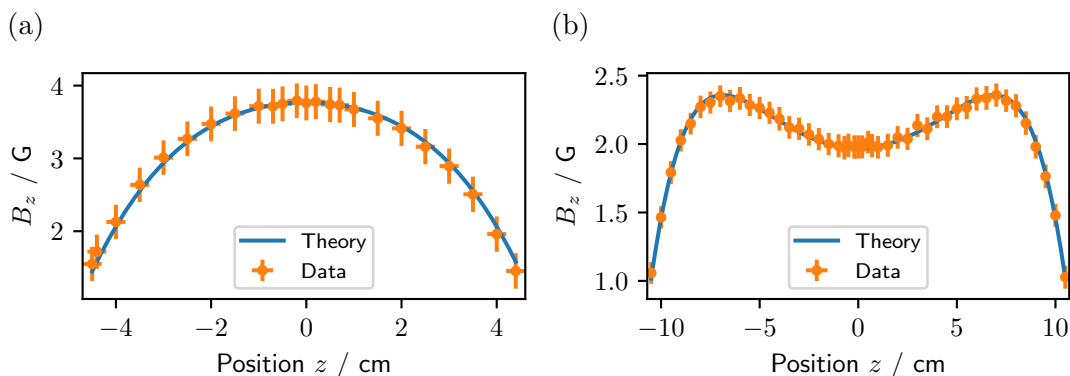 (a)
(b)
B_z / G
4
3
2
Theory
Data
−4
−2
0
2
4
Position z / cm
B_z / G
2.5
2.0
1.5
1.0
Theory
Data
−10
−5
0
5
10
Position z / cm